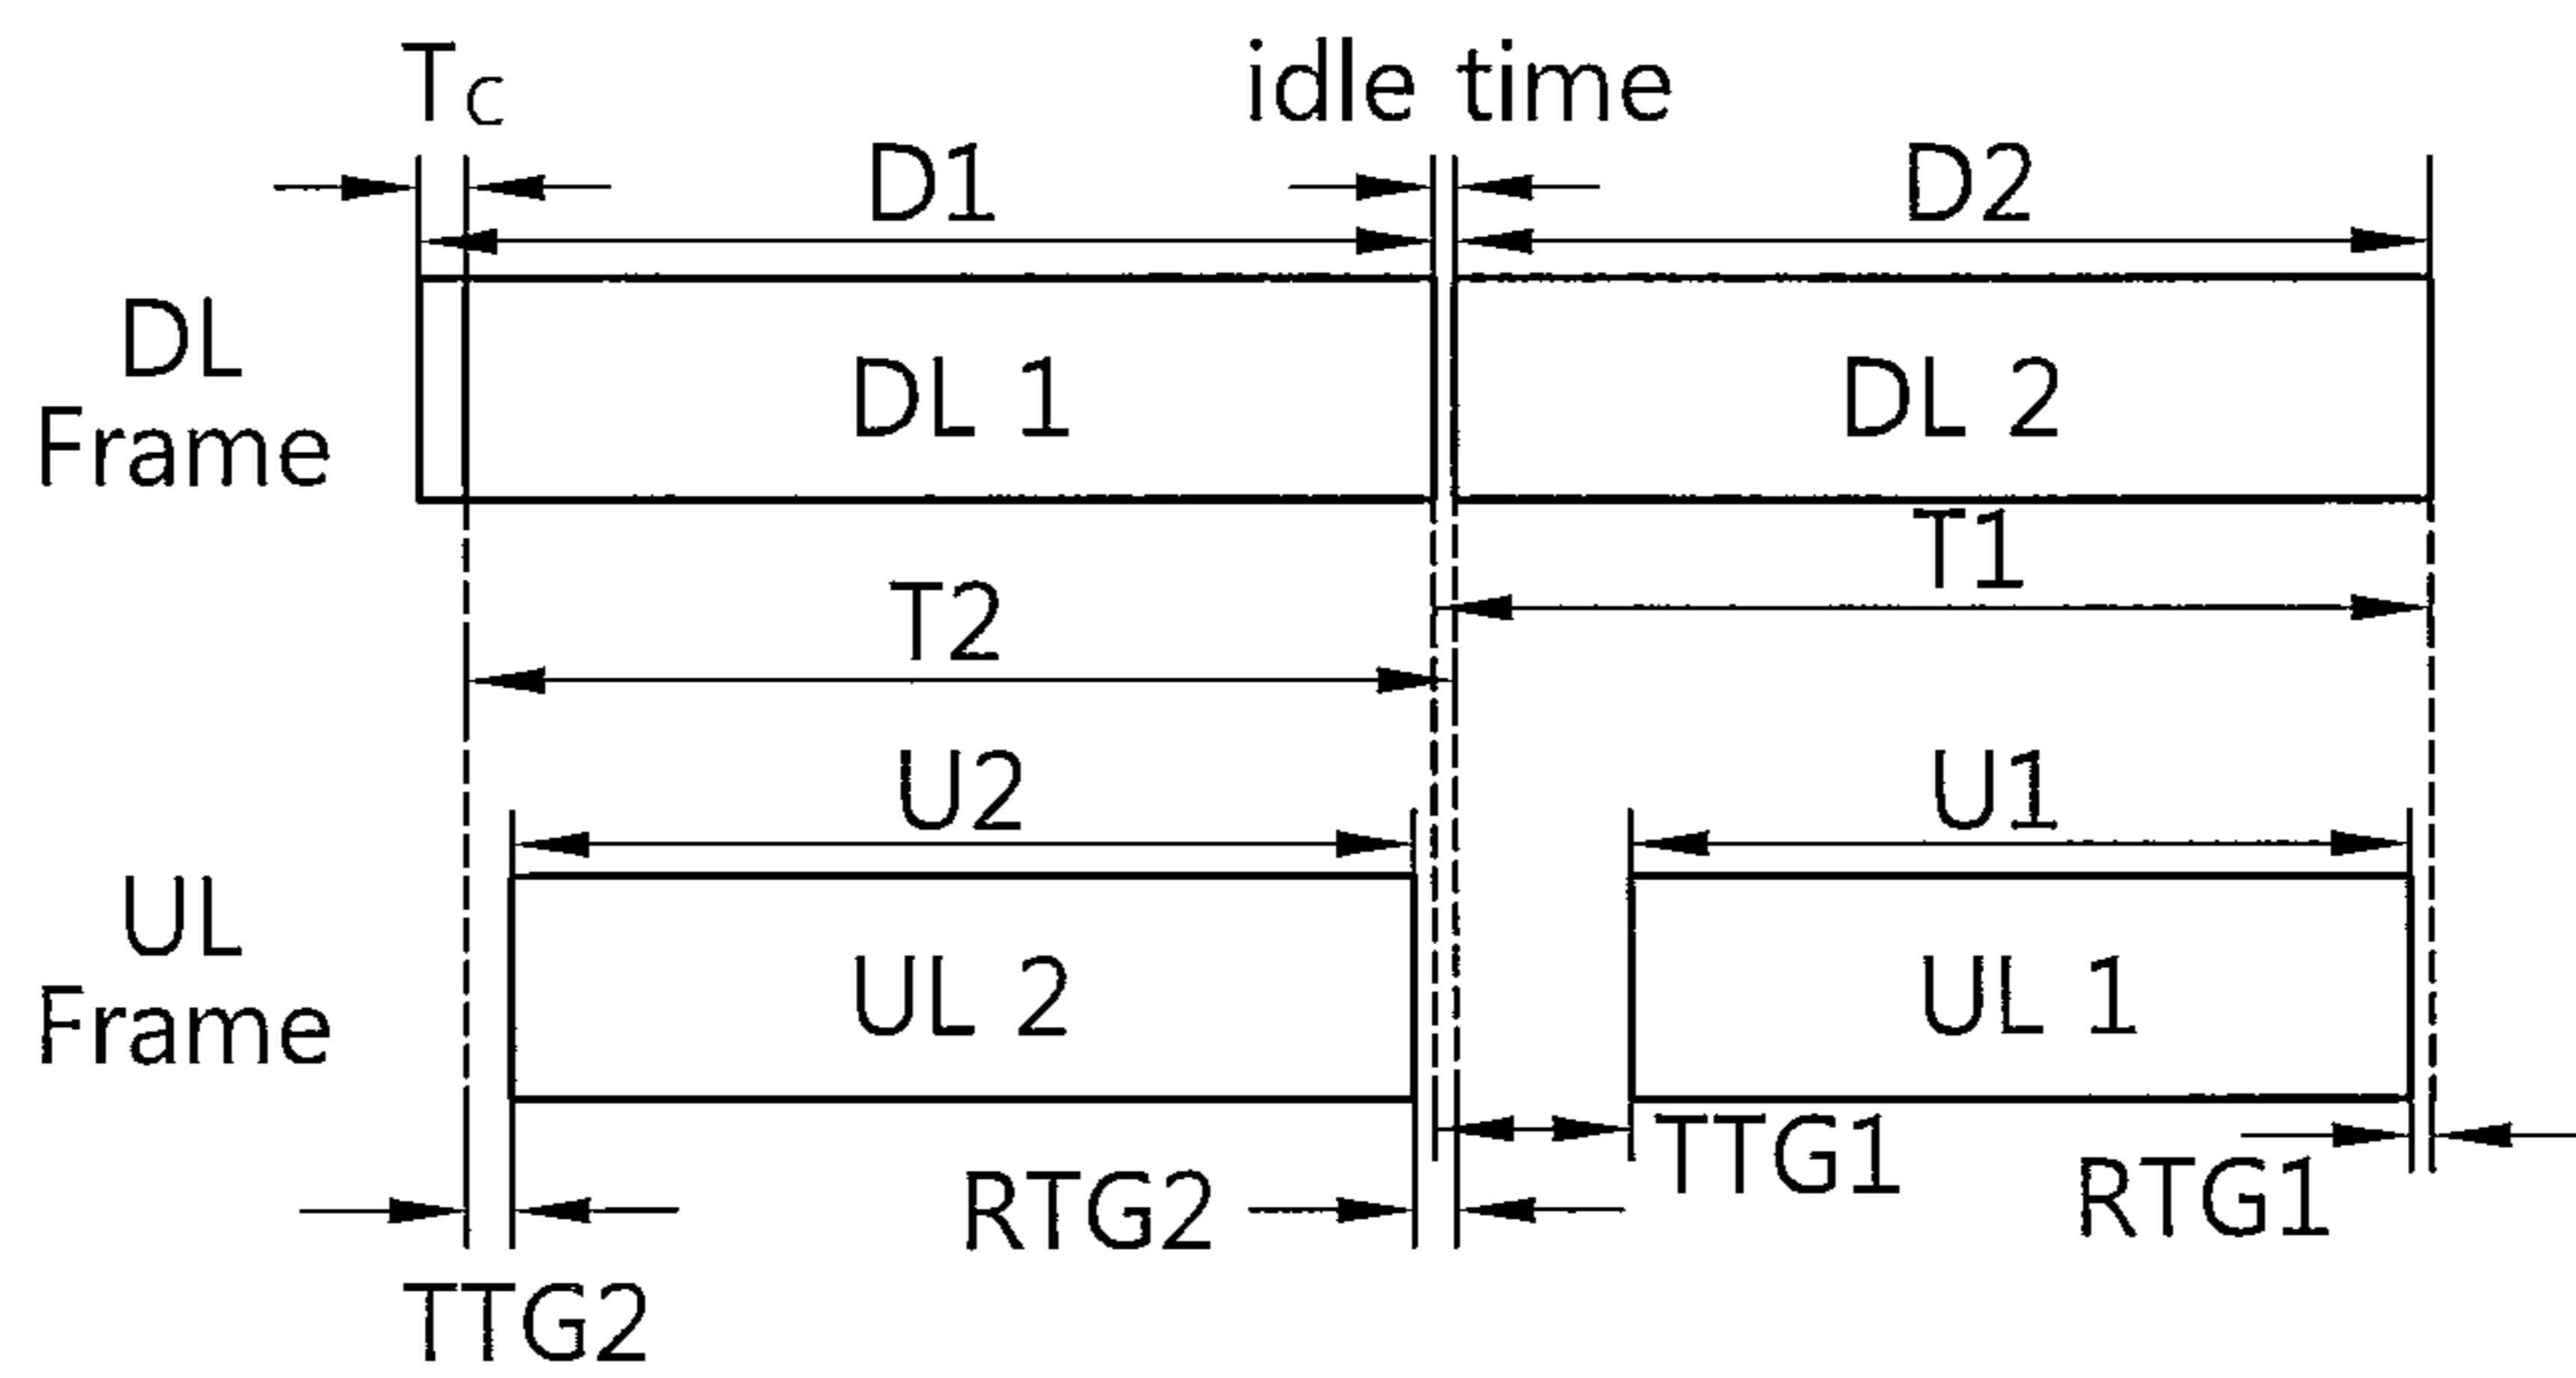 TC
idle time
D1
D2
DL
Frame
DL 1
DL 2
T1
T2
U2
U1
UL
Frame
UL 2
UL 1
TTG1
RTG2
RTG1
TTG2